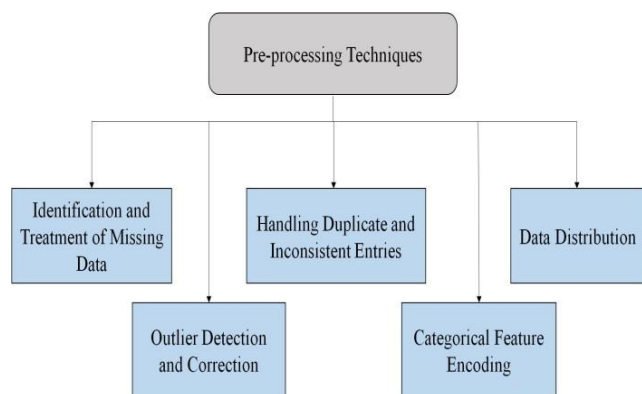 Pre-processing Techniques
Identification and
Treatment of Missing
Data
Handling Duplicate and
Inconsistent Entries
Data Distribution
Outlier Detection
and Correction
Categorical Feature
Encoding